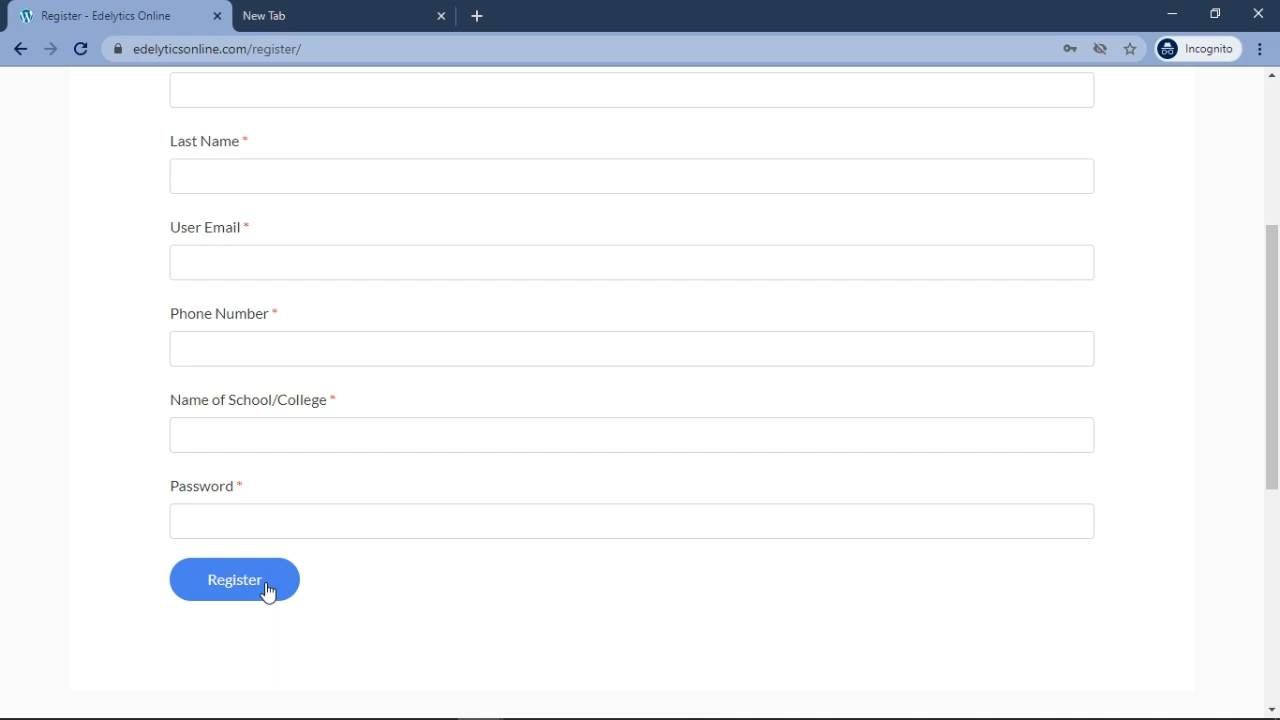 Register - Edelytics Online
New Tab
edelyticsonline.com/register/
Incognito
Last Name *
User Email *
Phone Number *
Name of School/College *
Password *
Register